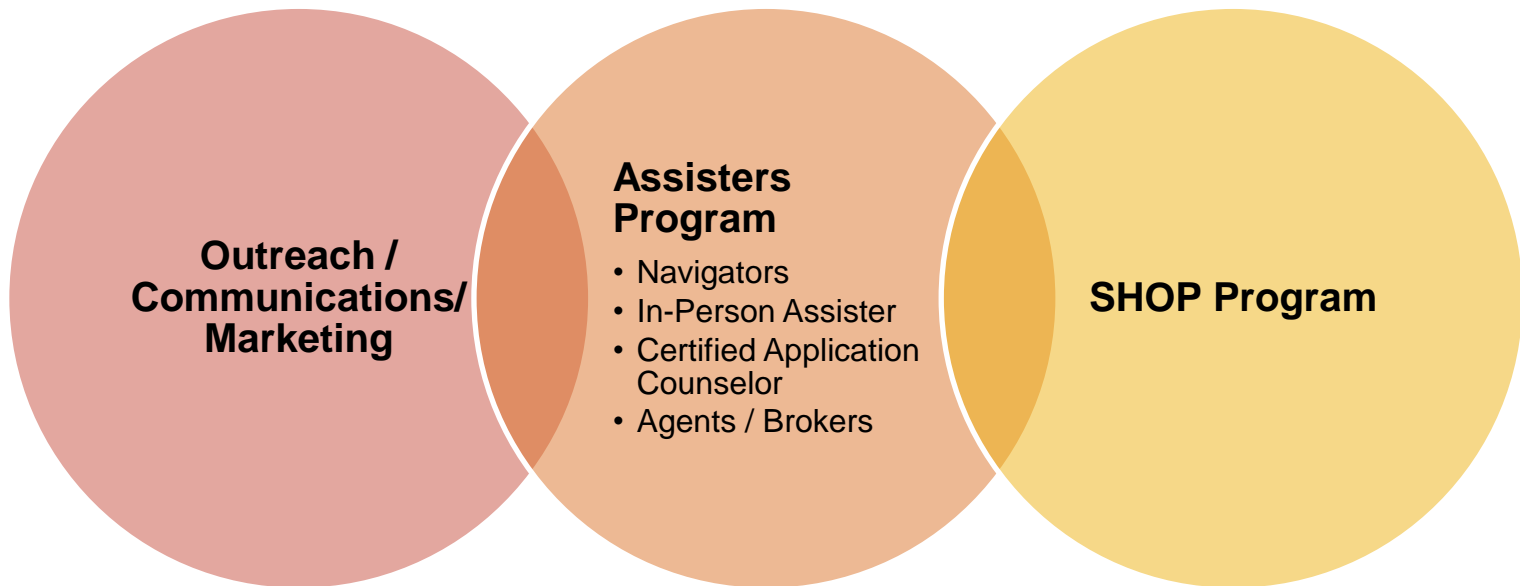 Outreach /
Communications/
Marketing
Assisters
Program
• Navigators
• In-Person Assister
• Certified Application
Counselor
• Agents / Brokers
SHOP Program